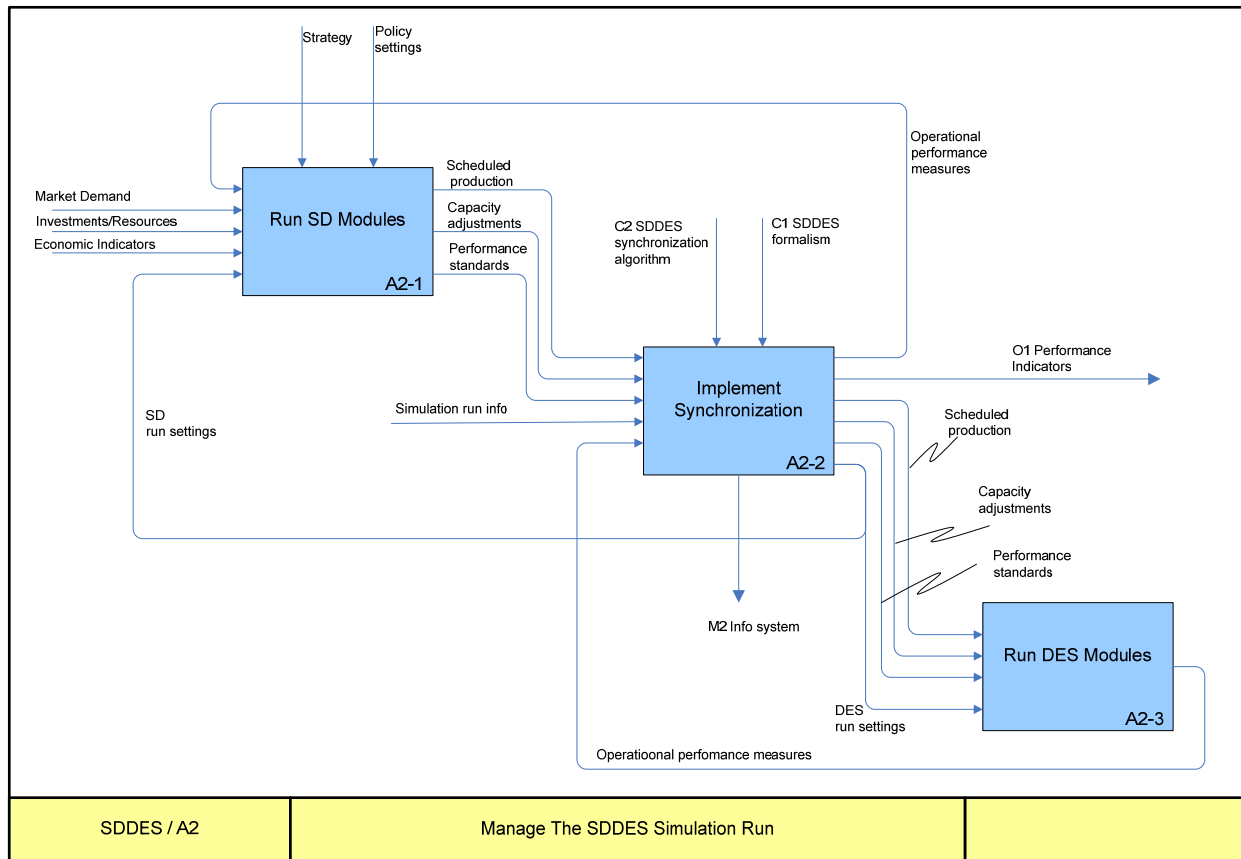 Strategy
Policy
settings
Operational
performance
measures
Scheduled
production
Market Demand
Capacity
adjustments
Investments/Resources
Run SD Modules
Economic Indicators
Performance
standards
A2-1
C2 SDDES
synchronization
algorithm
C1 SDDES
formalism
O1 Performance
Indicators
Implement
Synchronization
A2-2
Simulation run info
SD
run settings
Scheduled
production
Capacity
adjustments
Performance
standards
M2 Info system
Run DES Modules
A2-3
DES
run settings
Operatioonal perfomance measures
SDDES / A2
Manage The SDDES Simulation Run